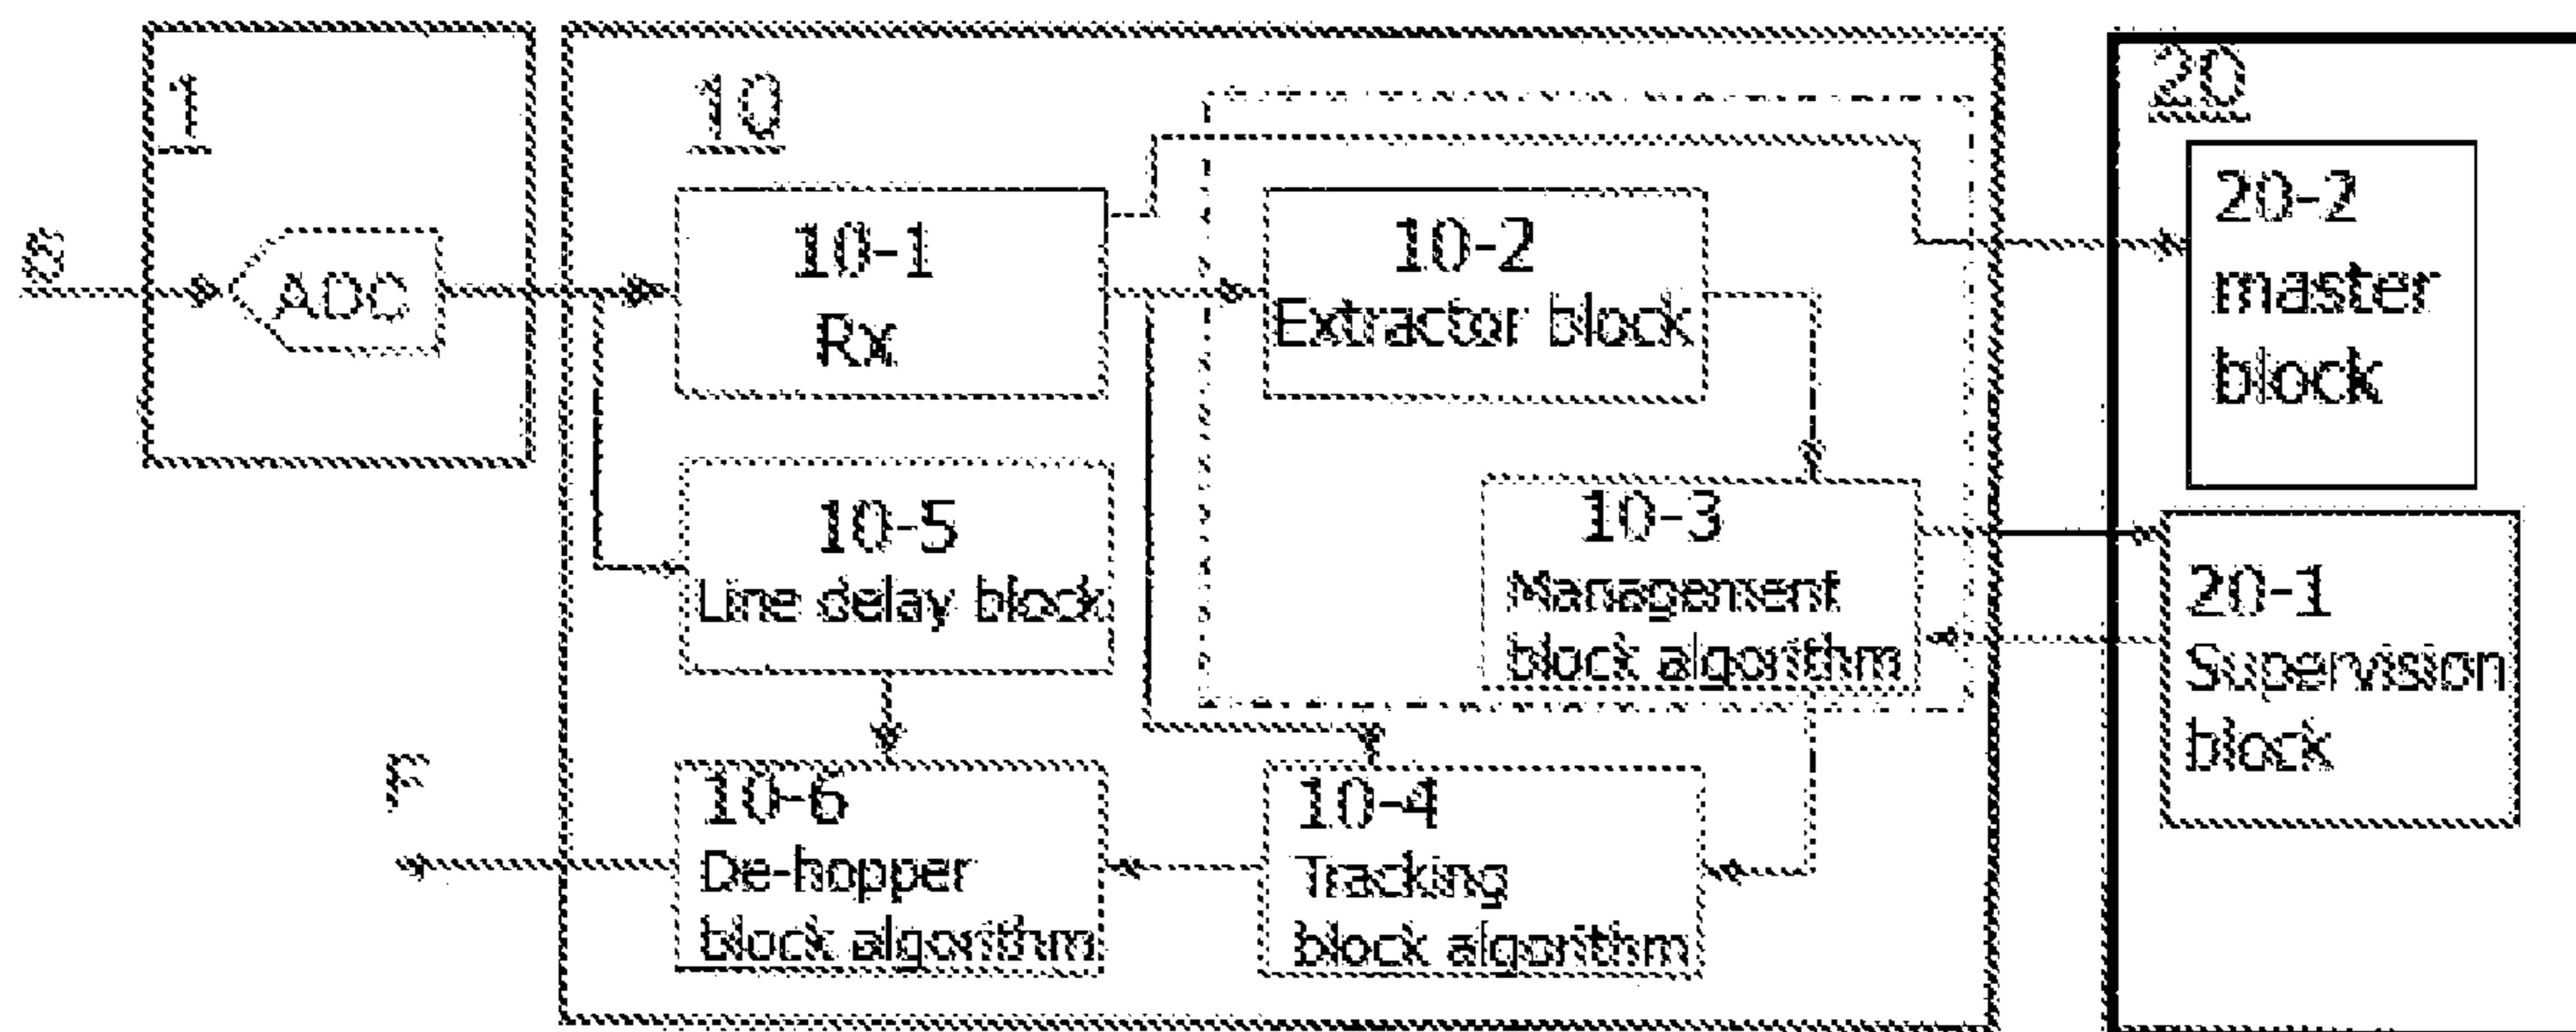 1
ADC
10
10-1
Rx
10-2
Extractor block
10-5
Line delay block
10-3
Management
block algorithm
10-6
De-hopper
block algorithm
10-4
Tracking
block algorithm
F
20
20-2
master
block
20-1
Supervision
block